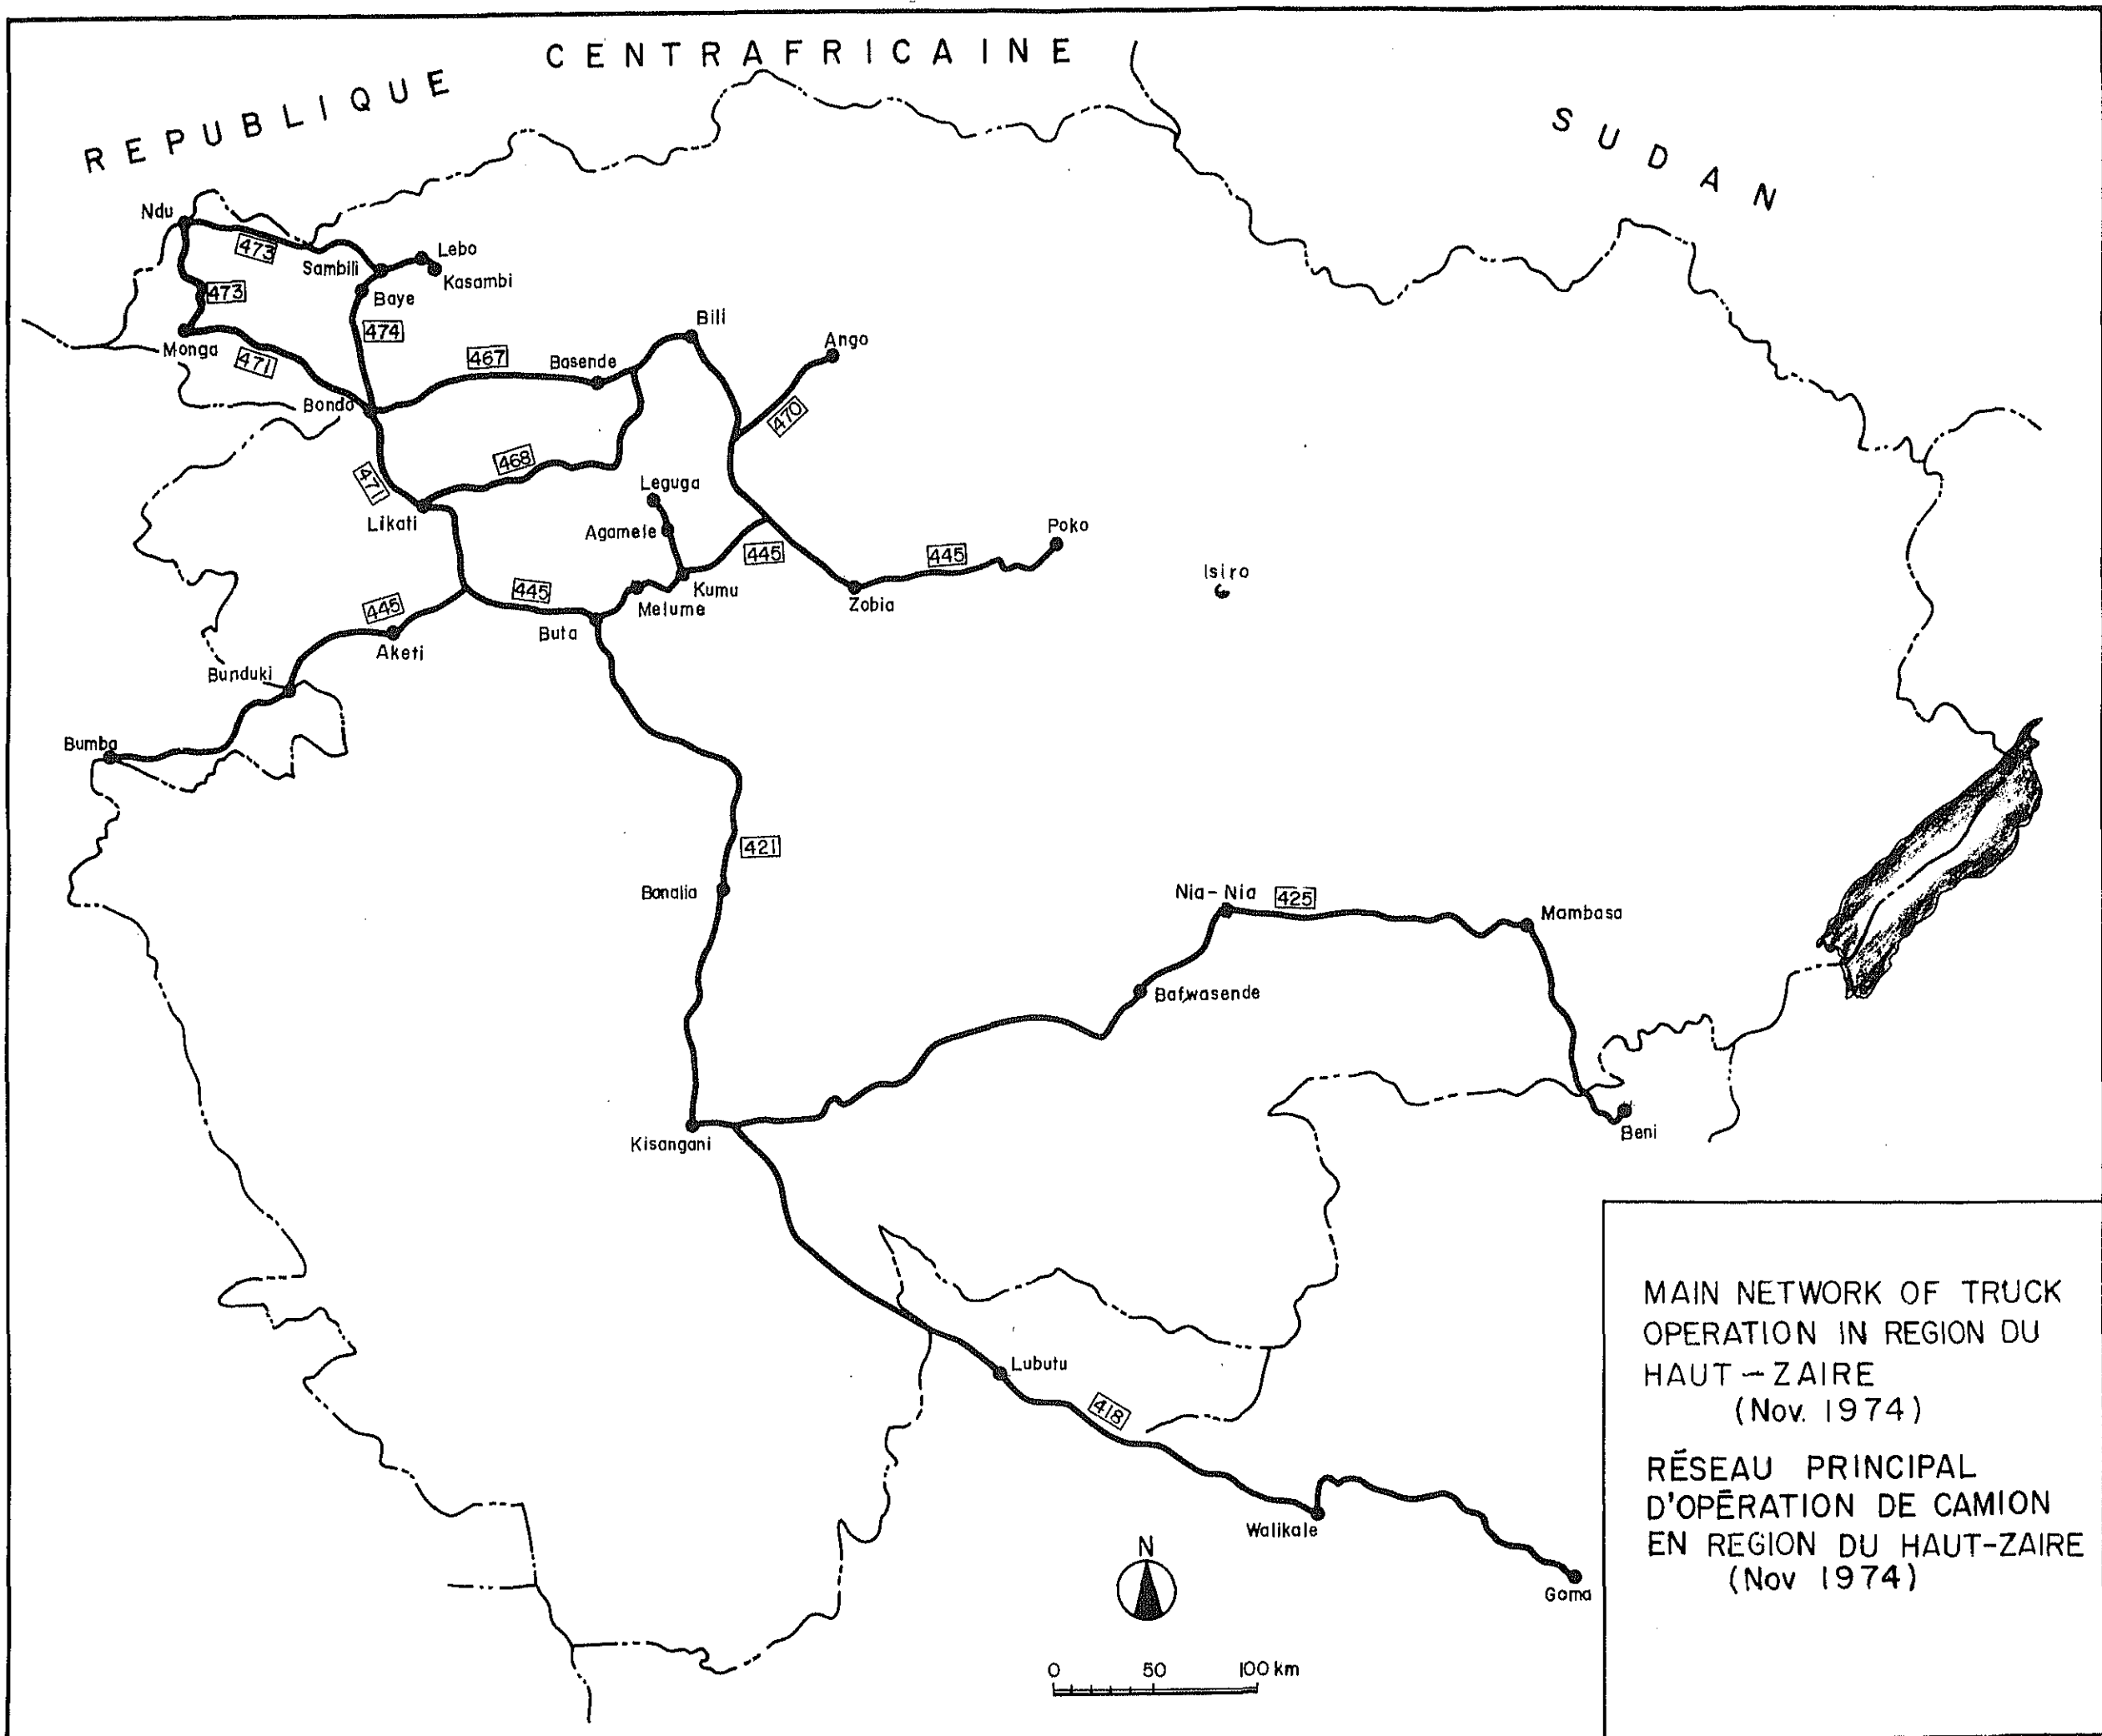 REPUBLIQUE CENTRAFRICAINE
SUDAN
Ndu
473
Sambili
Lebo
Kasambi
Baye
473
474
Monga
471
Bili
Ango
467
Basende
Bondo
470
468
471
Leguga
Likati
Agamele
Poko
445
445
Isiro
445
Kumu
Melume
Zobia
445
Buta
Aketi
Bunduki
Bumba
421
Banalia
Nia-Nia
425
Mambasa
Bafwasende
Kisangani
Beni
Lubutu
418
Walikale
Goma
N
0 50 100 km
MAIN NETWORK OF TRUCK
OPERATION IN REGION DU
HAUT-ZAIRE
(Nov. 1974)
RÉSEAU PRINCIPAL
D'OPÉRATION DE CAMION
EN REGION DU HAUT-ZAIRE
(Nov 1974)